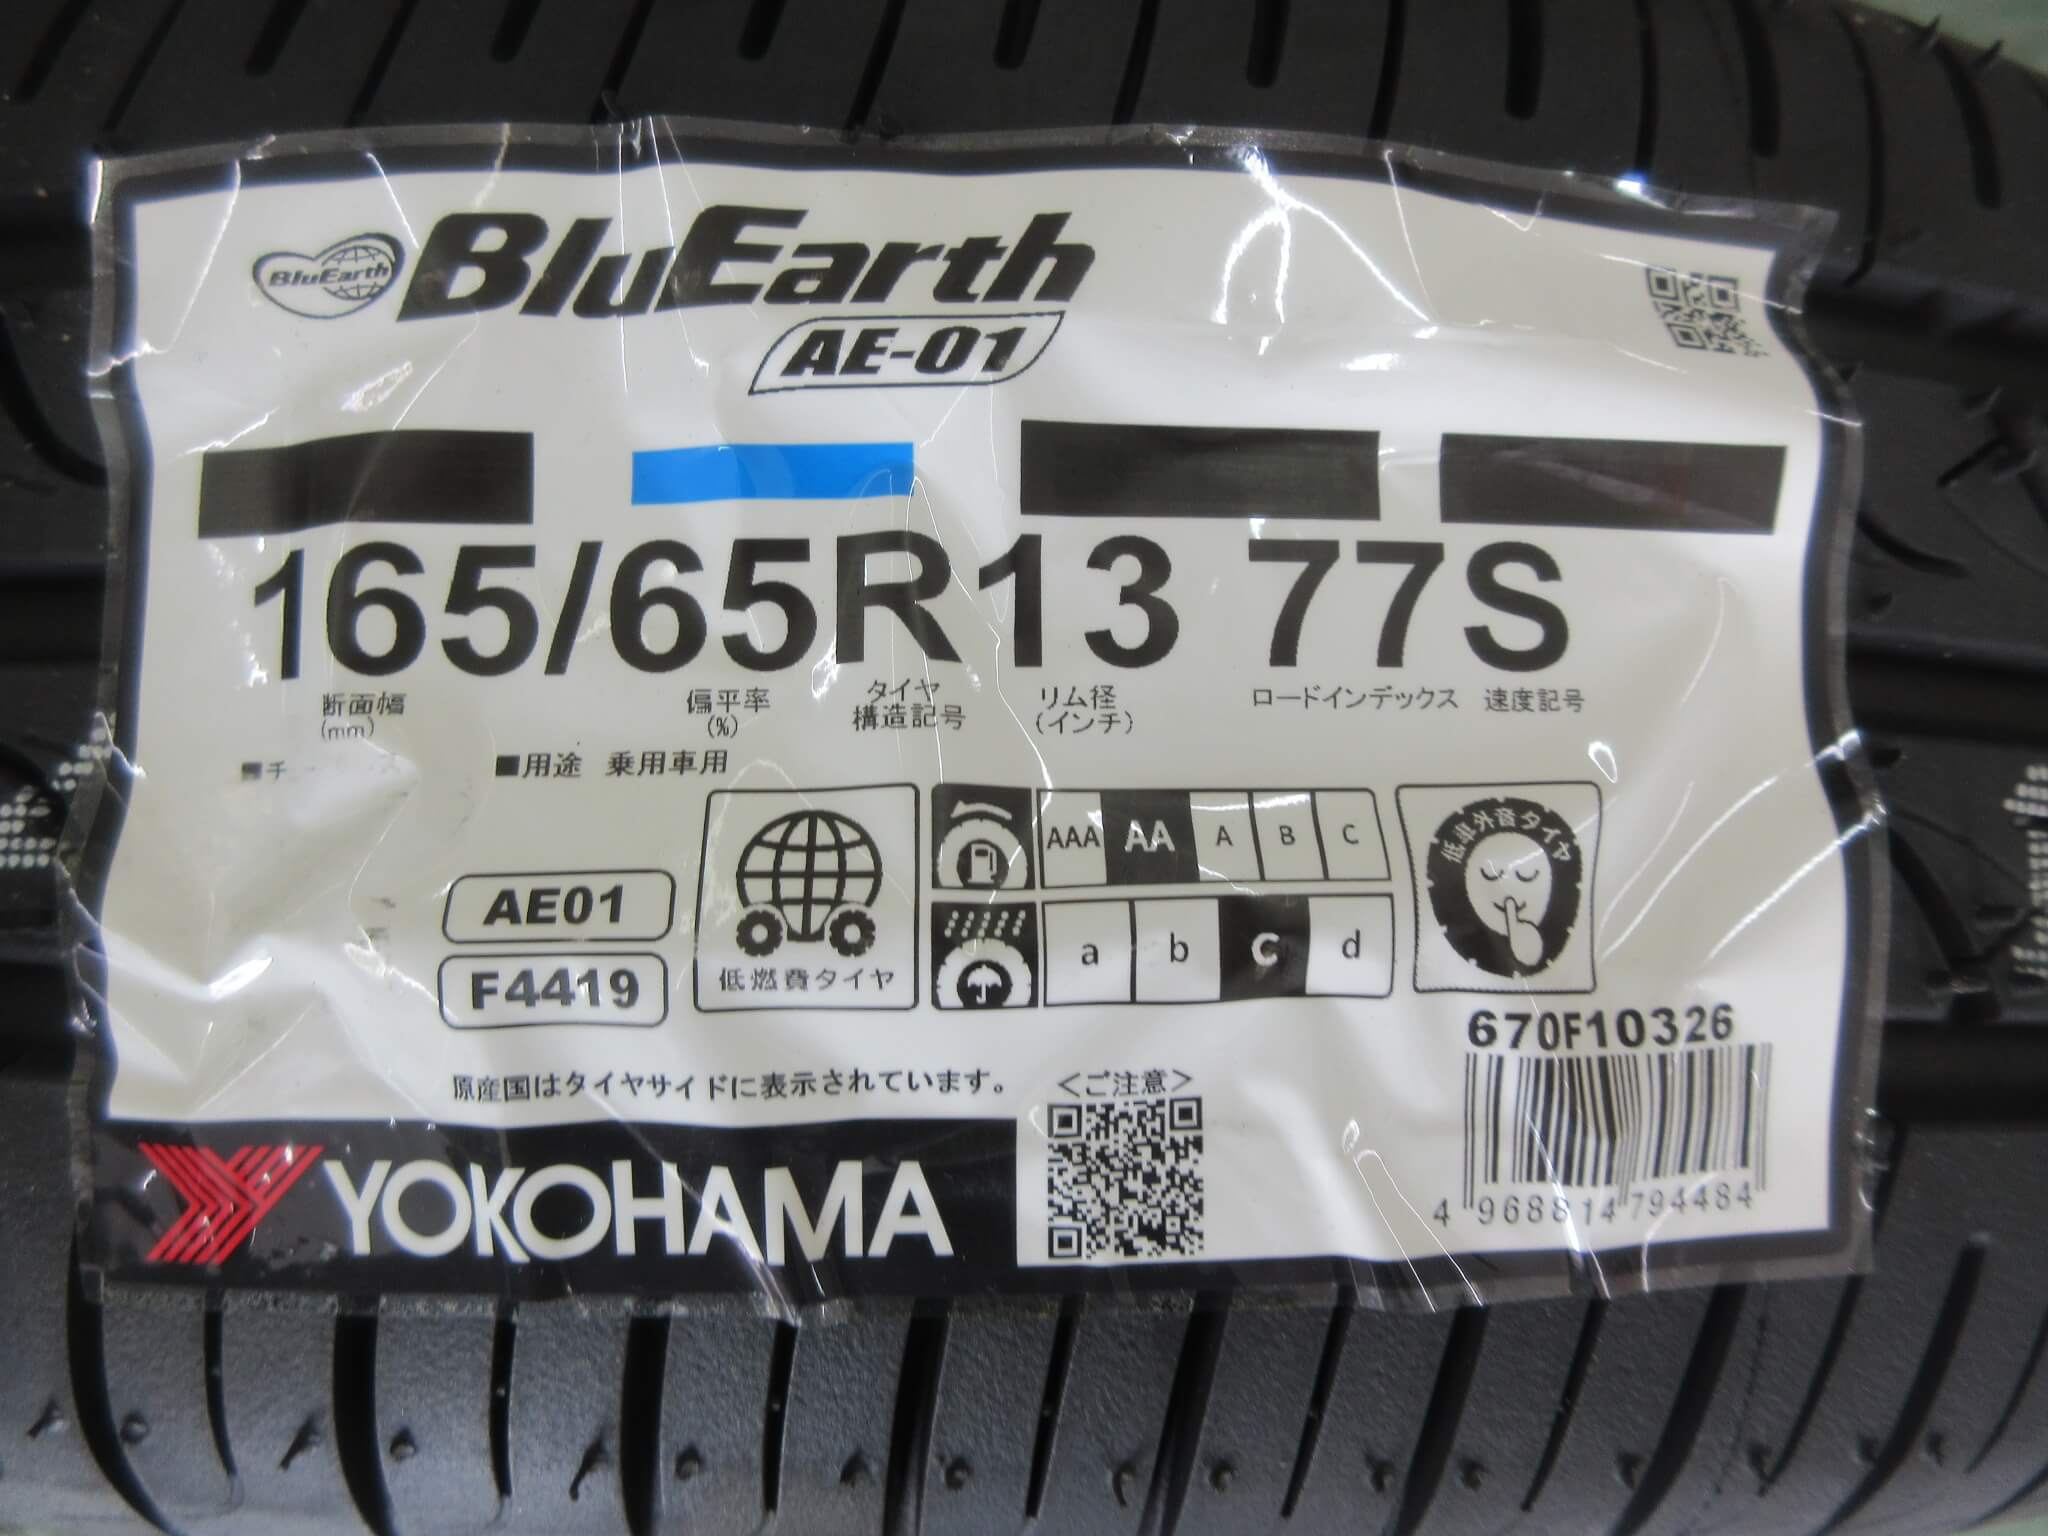 BluEarth
BluEarth
AE-01
165/65R13 77S
断面幅
(mm)
偏平率
(%)
タイヤ
構造記号
リム径
(インチ)
ロードインデックス
速度記号
■用途 乗用車用
AE01
F4419
低燃費タイヤ
AAA AA A B C
a b c d
低車外音タイヤ
670F10326
4 968814 794484
原産国はタイヤサイドに表示されています。
<ご注意>
YOKOHAMA